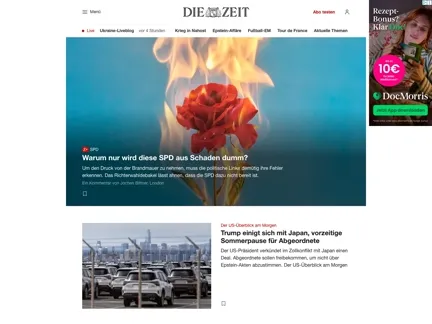 Menü
DIE ZEIT
Abo testen
Live Ukraine-Liveblog vor 4 Stunden Krieg in Nahost Epstein-Affäre Fußball-EM Tour de France Aktuelle Themen
Z+ SPD
Warum nur wird diese SPD aus Schaden dumm?
Um den Druck von der Brandmauer zu nehmen, muss die politische Linke demütig ihre Fehler
erkennen. Das Richterwahldebakel lässt ahnen, dass die SPD dazu nicht bereit ist.
Ein Kommentar von Jochen Bittner, London
Der US-Überblick am Morgen
Trump einigt sich mit Japan, vorzeitige
Sommerpause für Abgeordnete
Der US-Präsident verkündet im Zollkonflikt mit Japan einen
Deal. Abgeordnete sollen freibekommen, um nicht über
Epstein-Akten abzustimmen. Der US-Überblick am Morgen
Rezept-
Bonus?
Klar
10€
DocMorris